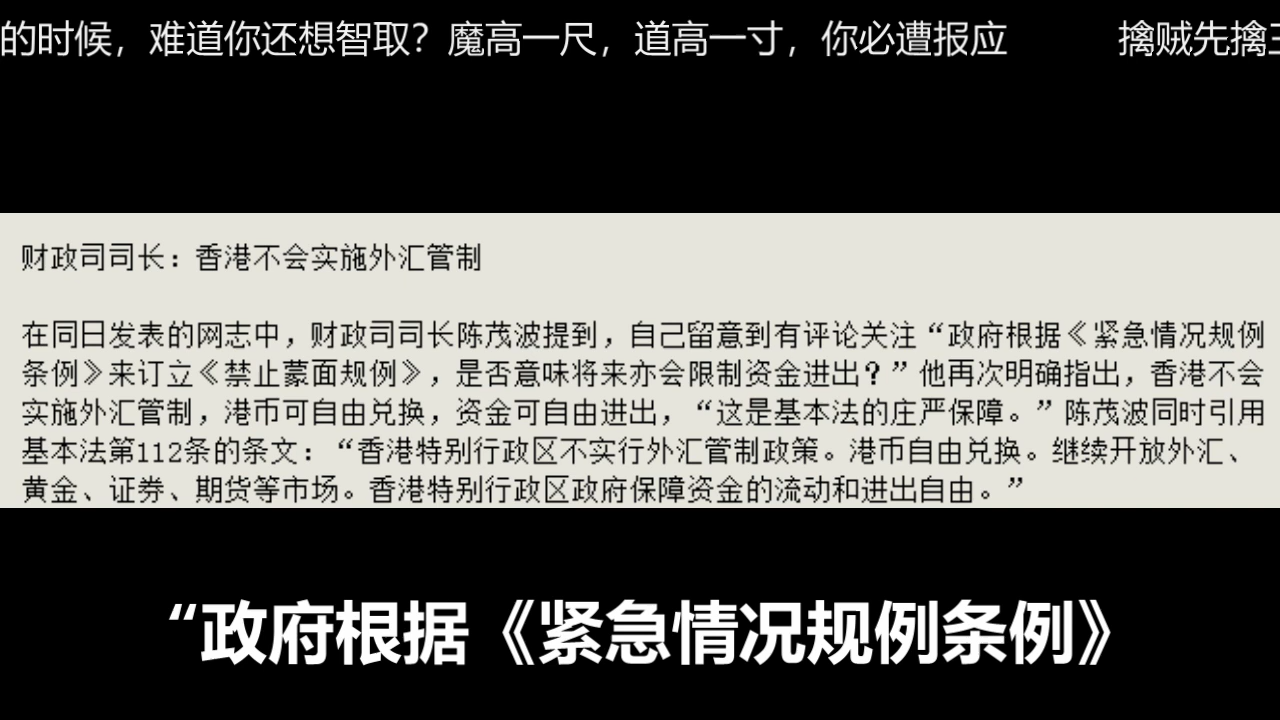 的时候，难道你还想智取？魔高一尺，道高一寸，你必遭报应 擒贼先擒
财政司司长：香港不会实施外汇管制
在同日发表的网志中，财政司司长陈茂波提到，自己留意到有评论关注“政府根据《紧急情况规例
条例》来订立《禁止蒙面规例》，是否意味将来亦会限制资金进出？”他再次明确指出，香港不会
实施外汇管制，港币可自由兑换，资金可自由进出，“这是基本法的庄严保障。”陈茂波同时引用
基本法第112条的条文：“香港特别行政区不实行外汇管制政策。港币自由兑换。继续开放外汇、
黄金、证券、期货等市场。香港特别行政区政府保障资金的流动和进出自由。”
“政府根据《紧急情况规例条例》